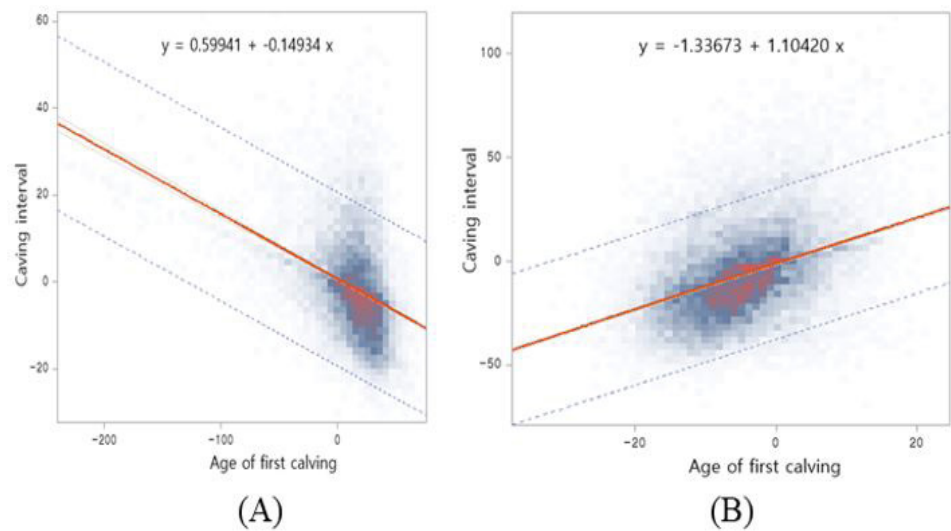 y = 0.59941 + -0.14934 x
60
40
20
0
-20
Caving interval
-200
-100
0
Age of first calving
(A)
y = -1.33673 + 1.10420 x
100
50
0
-50
Caving interval
-20
0
20
Age of first calving
(B)